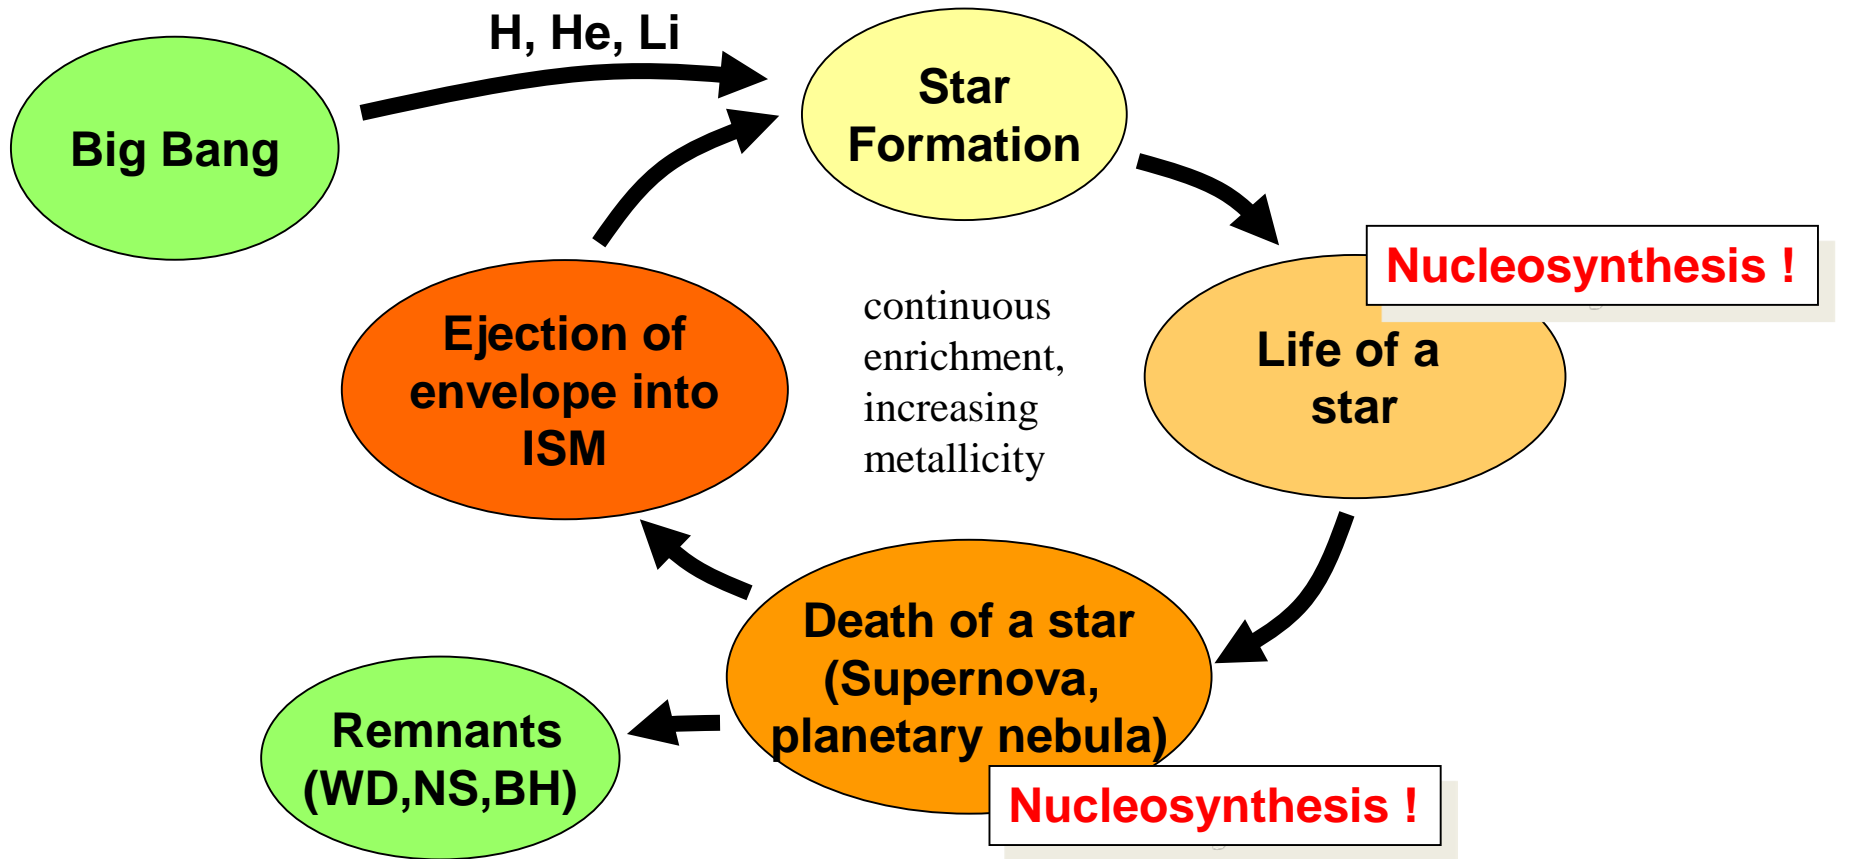 H, He, Li
Big Bang
Star
Formation
Nucleosynthesis !
Life of a
star
Ejection of
envelope into
ISM
continuous
enrichment,
increasing
metallicity
Death of a star
(Supernova,
planetary nebula)
Nucleosynthesis !
Remnants
(WD,NS,BH)